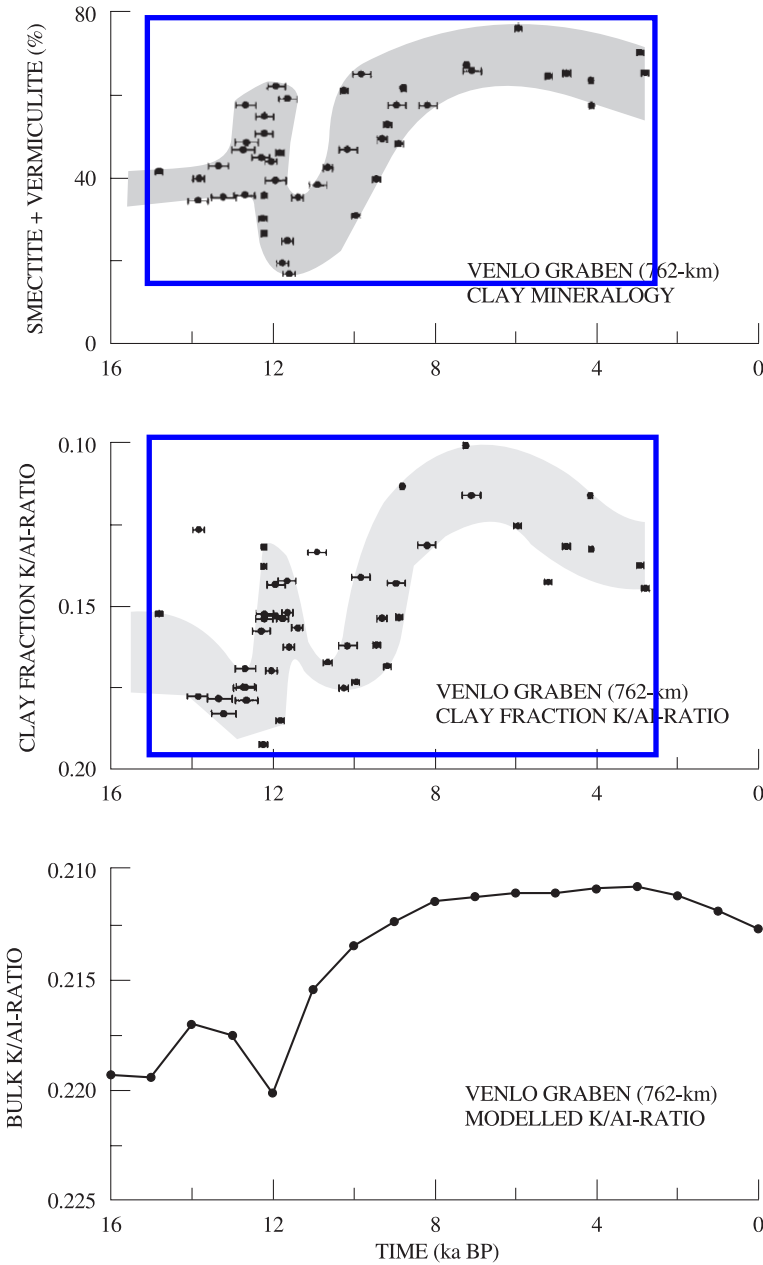 80
40
0
SMECTITE + VERMICULITE (%)
VENLO GRABEN (762-km)
CLAY MINERALOGY
16 12 8 4 0
0.10
0.15
0.20
CLAY FRACTION K/Al-RATIO
VENLO GRABEN (762-km)
CLAY FRACTION K/Al-RATIO
16 12 8 4 0
0.210
0.215
0.220
0.225
BULK K/Al-RATIO
VENLO GRABEN (762-km)
MODELLED K/Al-RATIO
16 12 8 4 0
TIME (ka BP)